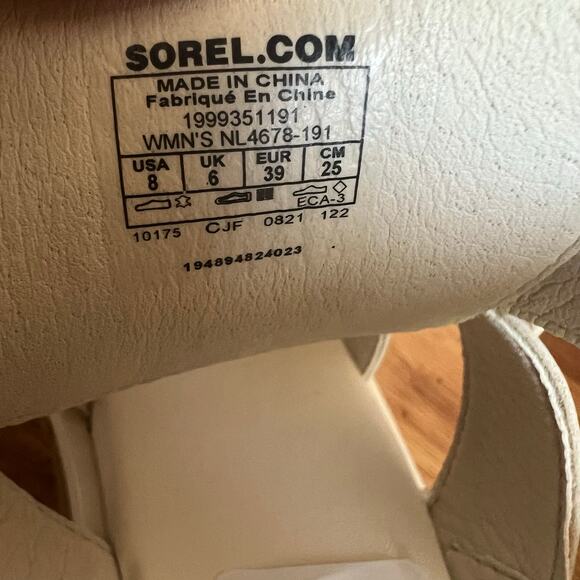 SOREL.COM
MADE IN CHINA
Fabriqué En Chine
1999351191
WMN'S NL4678-191
USA UK EUR CM
8 6 39 25
ECA-3
10175 CJF 0821 122
194894824023